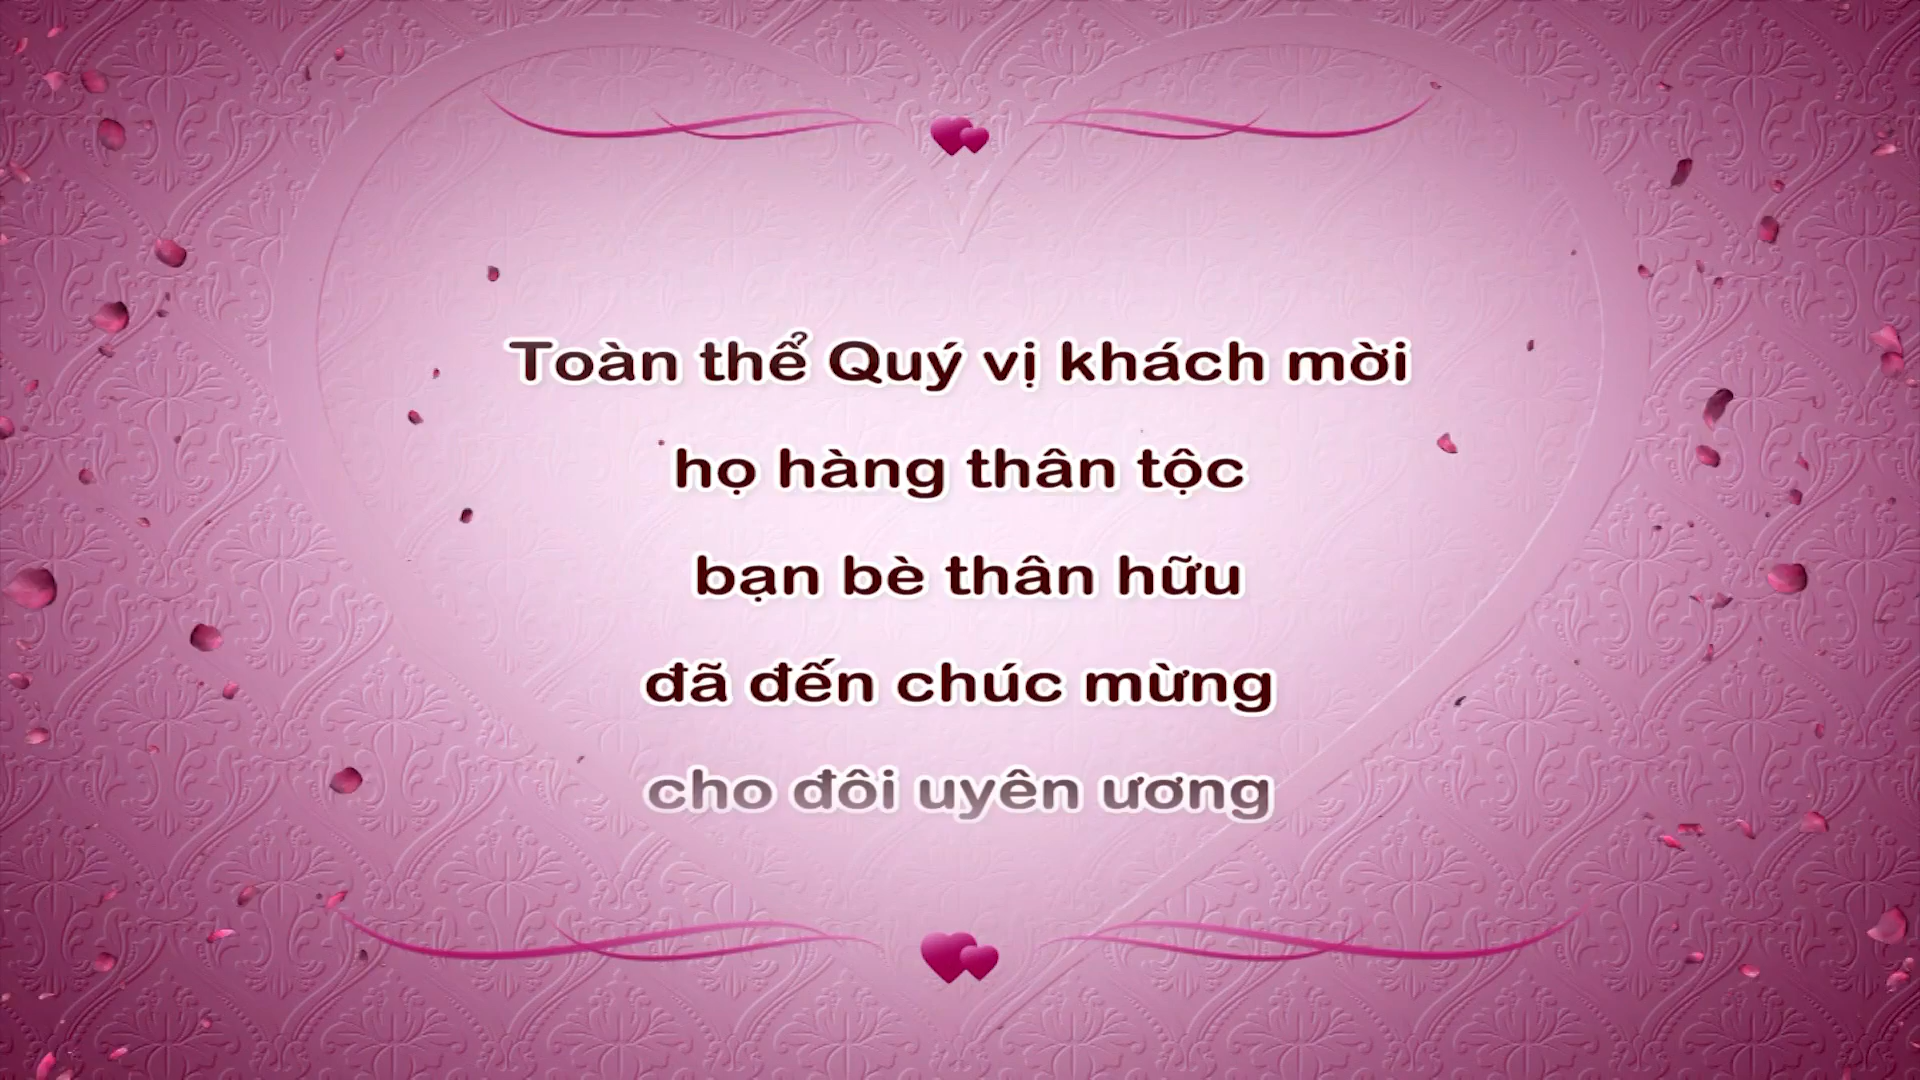 Toàn thể Quý vị khách mời
họ hàng thân tộc
bạn bè thân hữu
đã đến chúc mừng
cho đôi uyên ương